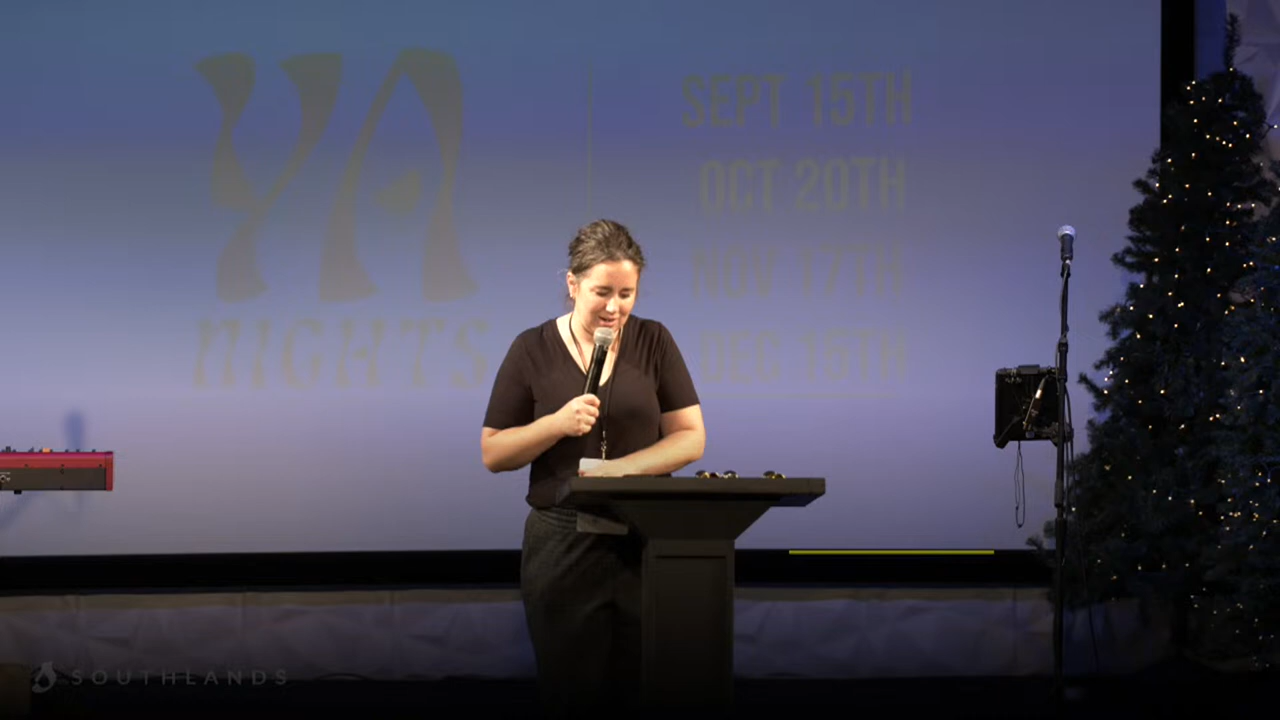 YA
NIGHTS
SEPT 15TH
OCT 20TH
NOV 17TH
DEC 15TH
SOUTHLANDS